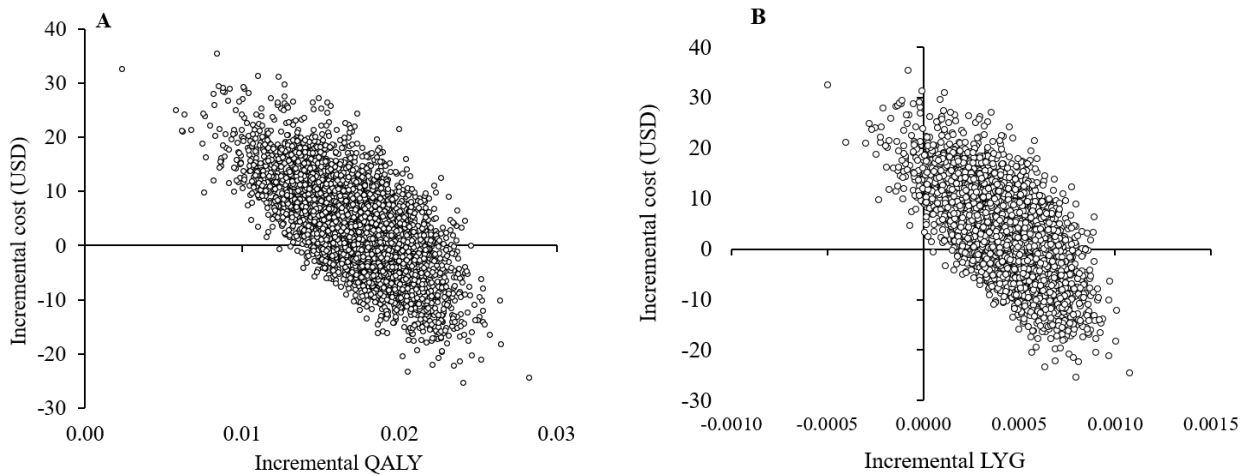 A
40
30
20
10
0
-10
-20
-30
Incremental cost (USD)
0.00 0.01 0.02 0.03
Incremental QALY
B
40
30
20
10
0
-10
-20
-30
Incremental cost (USD)
-0.0010 -0.0005 0.0000 0.0005 0.0010 0.0015
Incremental LYG